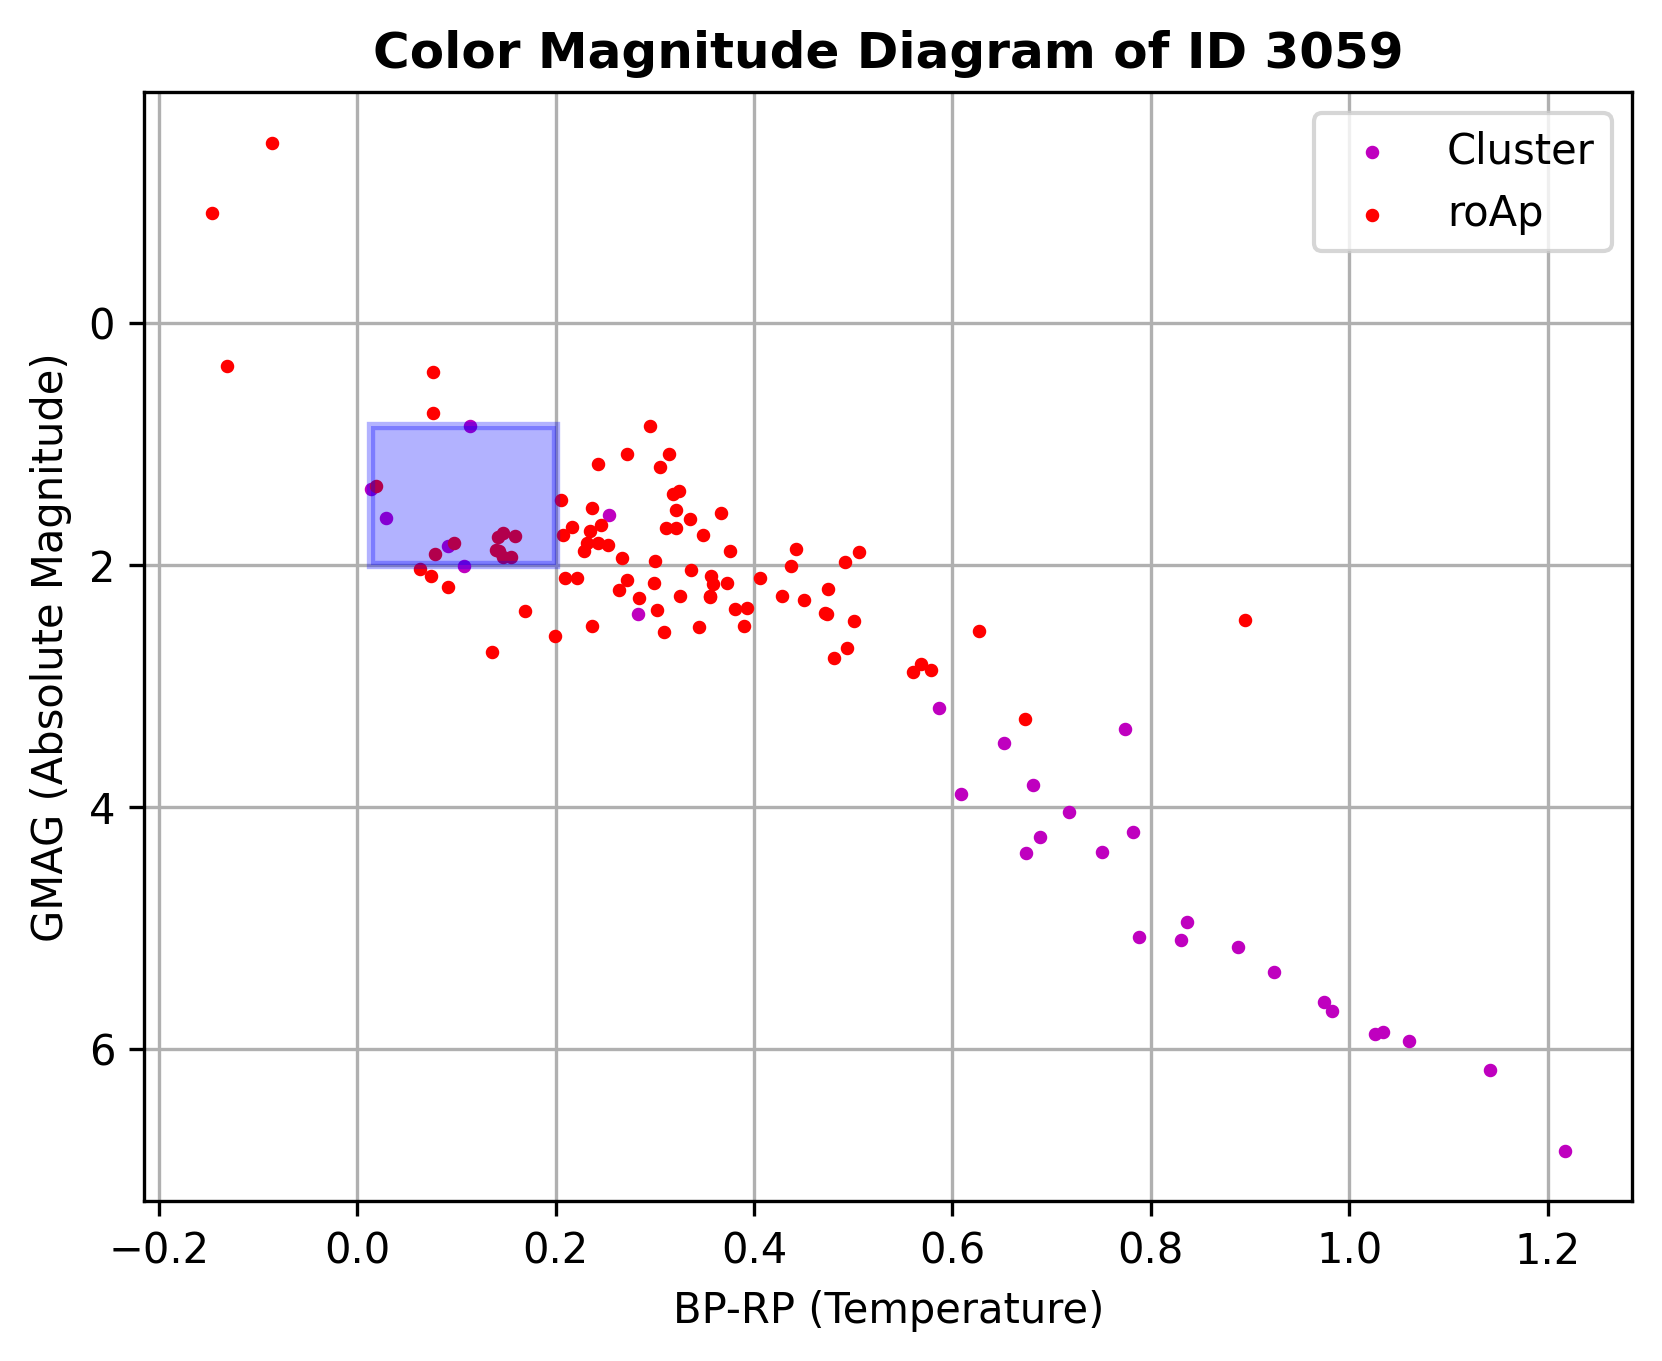 Color Magnitude Diagram of ID 3059
Cluster
roAp
GMAG (Absolute Magnitude)
0
2
4
6
−0.2 0.0 0.2 0.4 0.6 0.8 1.0 1.2
BP-RP (Temperature)